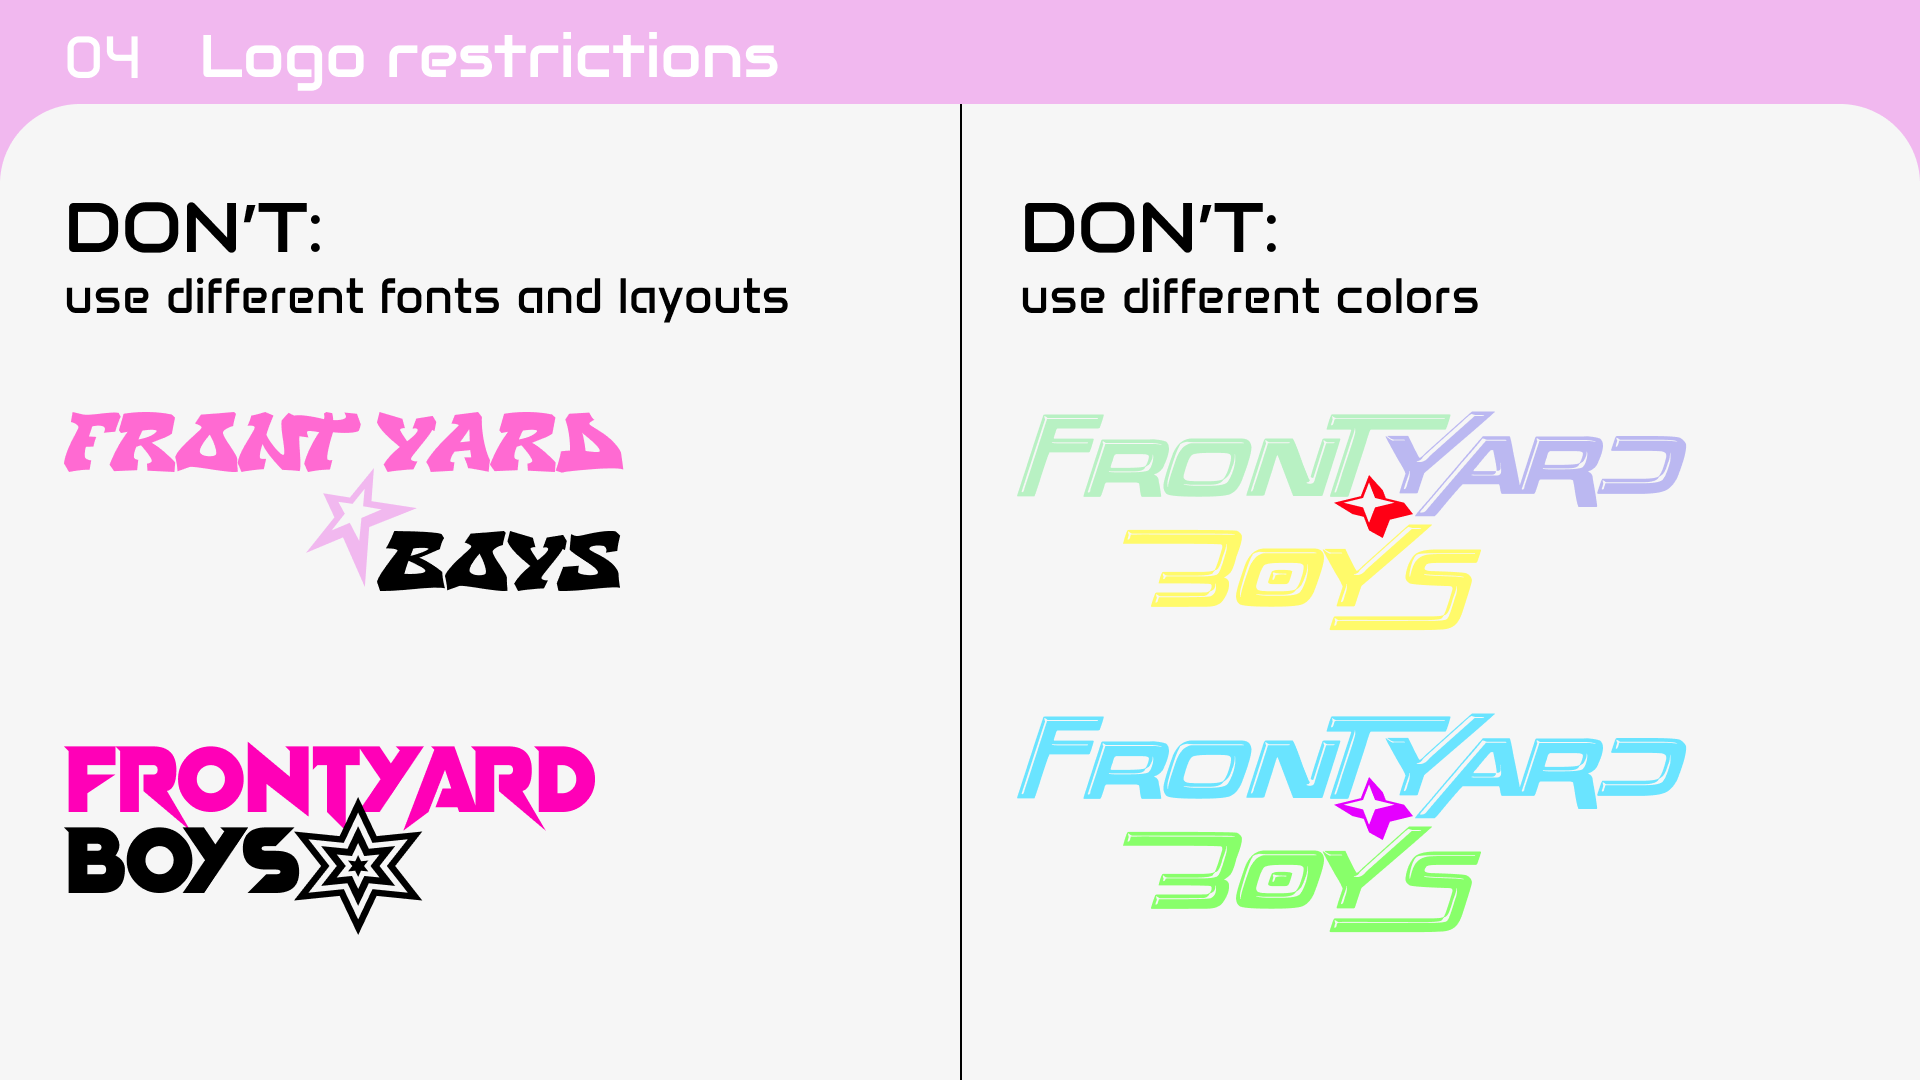 04 Logo restrictions
DON'T:
use different fonts and layouts
FRONT YARD
BOYS
FRONTYARD
BOYS
DON'T:
use different colors
FRONTYARD
BOYS
FRONTYARD
BOYS